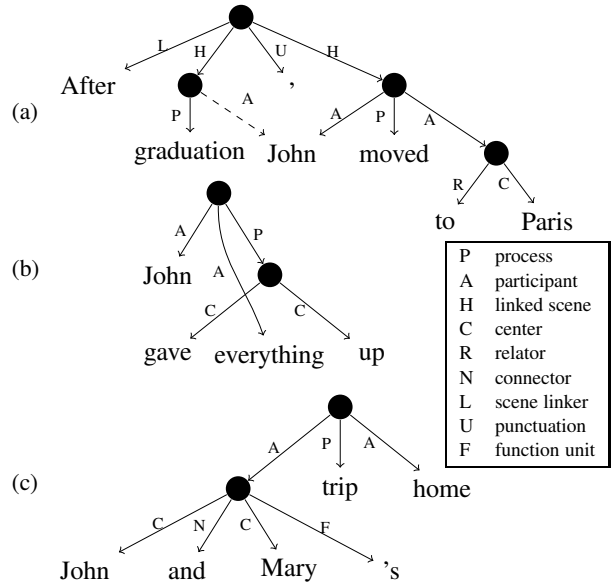 L H U H
After ,
(a) P A A P A
graduation John moved
R C
to Paris
A P
(b) John A
C C
gave everything up
P process
A participant
H linked scene
C center
R relator
N connector
L scene linker
U punctuation
F function unit
A P A
(c) trip home
C N C F
John and Mary 's